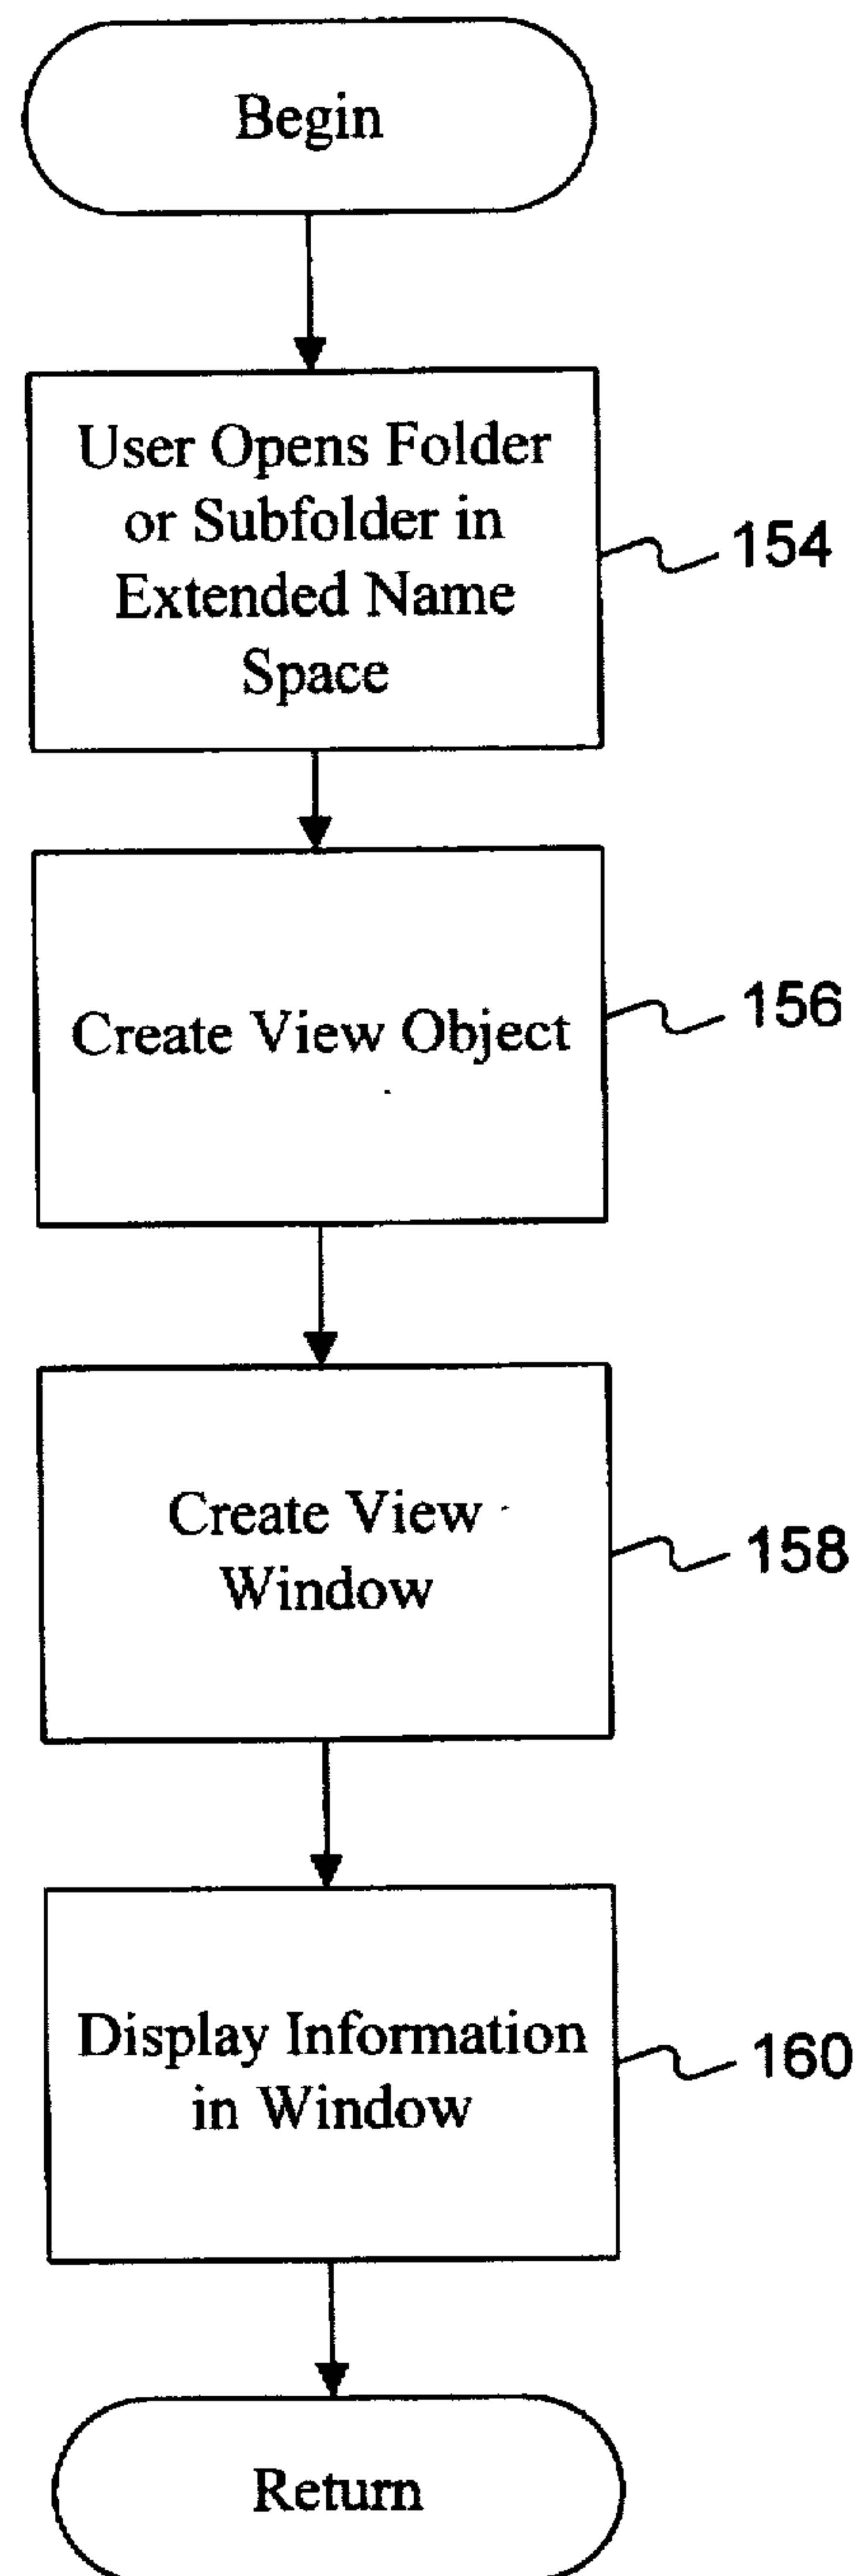 Begin
User Opens Folder
or Subfolder in
Extended Name
Space
154
Create View Object
156
Create View
Window
158
Display Information
in Window
160
Return